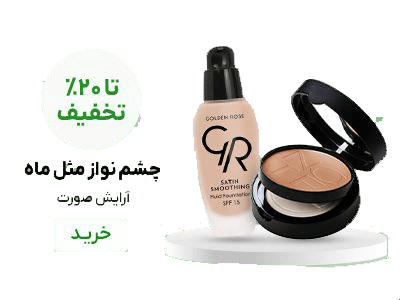 تا ۲۰٪
تخفیف
چشم نواز مثل ماه
آرایش صورت
خرید
GOLDEN ROSE
GR
SATIN
SMOOTHING
Fluid Foundation
SPF 15